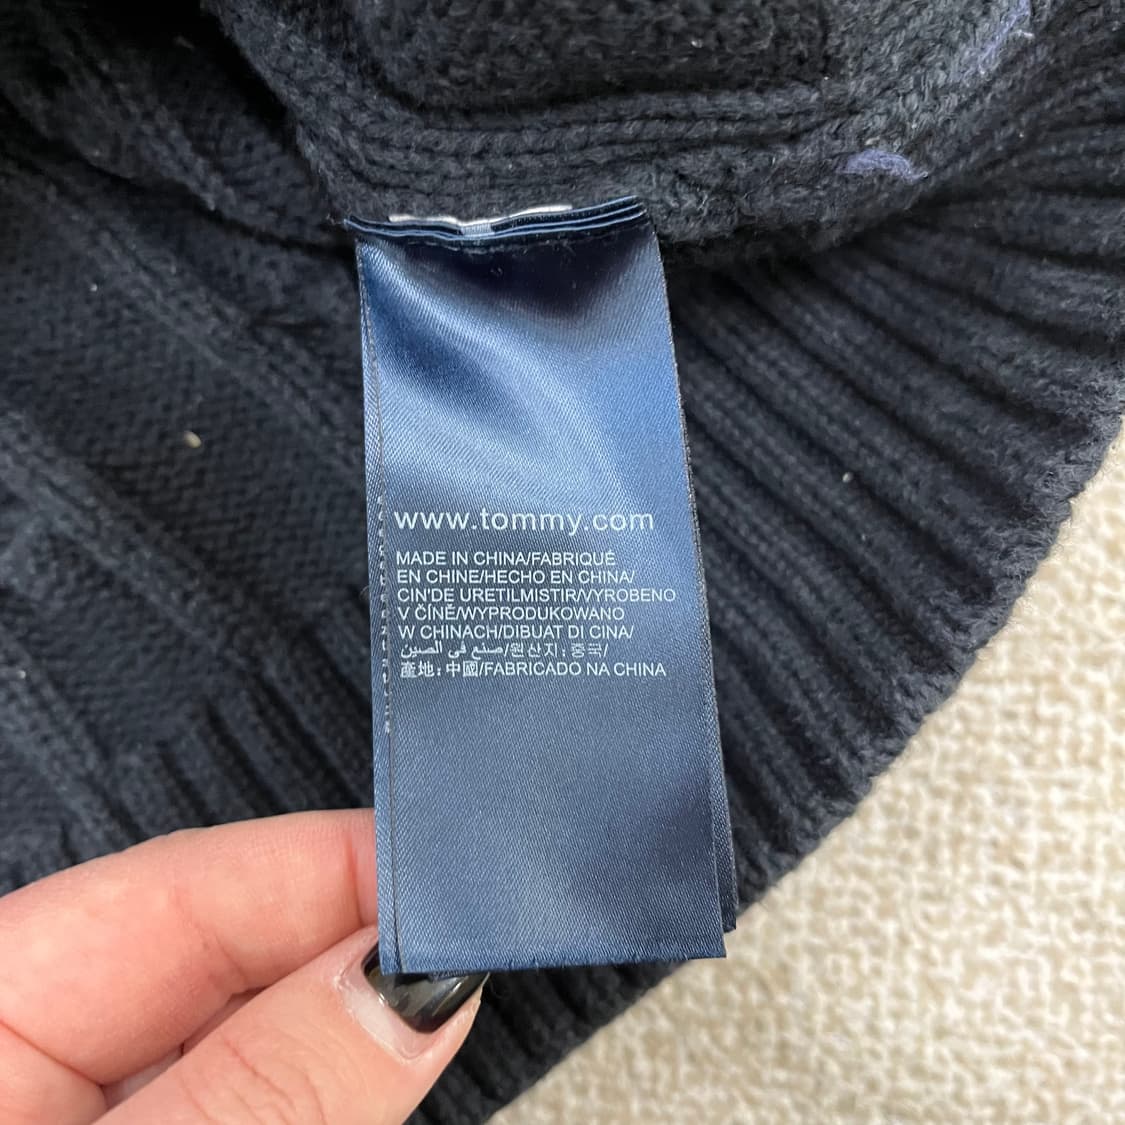 www.tommy.com
MADE IN CHINA/FABRIQUÉ
EN CHINE/HECHO EN CHINA/
CIN'DE URETILMISTIR/VYROBENO
V ČÍNĚ/WYPRODUKOWANO
W CHINACH/DIBUAT DI CINA/
صنع في الصين/원산지: 중국/
產地: 中國/FABRICADO NA CHINA